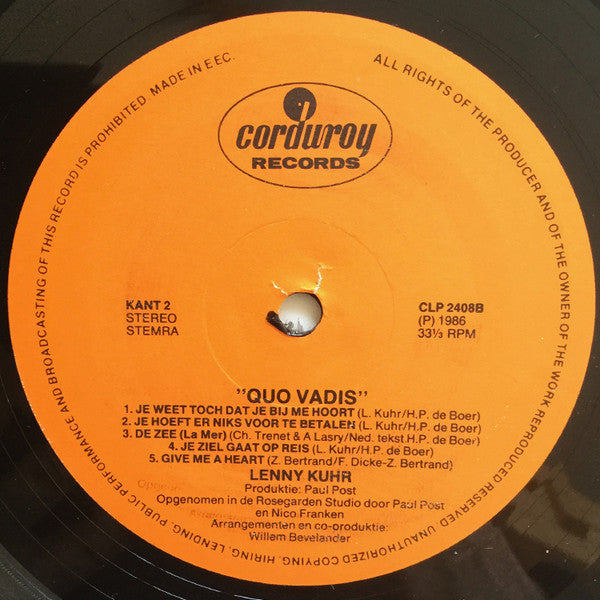 ALL RIGHTS OF THE PRODUCER AND OF THE OWNER OF THE WORK REPRODUCED RESERVED. UNAUTHORIZED COPYING. HIRING. LENDING. PUBLIC PERFORMANCE AND BROADCASTING OF THIS RECORD IS PROHIBITED. MADE IN EEC.
corduroy
RECORDS
KANT 2
STEREO
STEMRA
CLP 2408B
(P) 1986
33⅓ RPM
"QUO VADIS"
1. JE WEET TOCH DAT JE BIJ ME HOORT (L. Kuhr/H.P. de Boer)
2. JE HOEFT ER NIKS VOOR TE BETALEN (L. Kuhr/H.P. de Boer)
3. DE ZEE (La Mer) (Ch. Trenet & A Lasry/Ned. tekst.H.P. de Boer)
4. JE ZIEL GAAT OP REIS (L. Kuhr/H.P. de Boer)
5. GIVE ME A HEART (Z. Bertrand/F. Dicke-Z. Bertrand)
LENNY KUHR
Produktie: Paul Post
Opgenomen in de Rosegarden Studio door Paul Post
en Nico Franken
Arrangementen en co-produktie:
Willem Bevelander